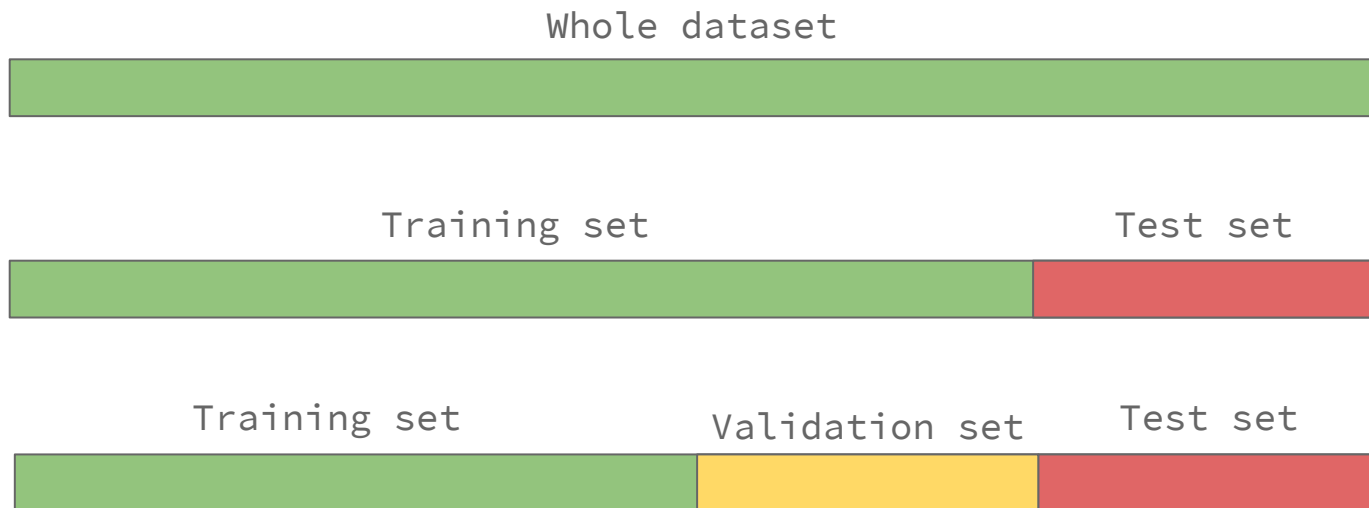 Whole dataset
Training set
Test set
Training set
Validation set
Test set